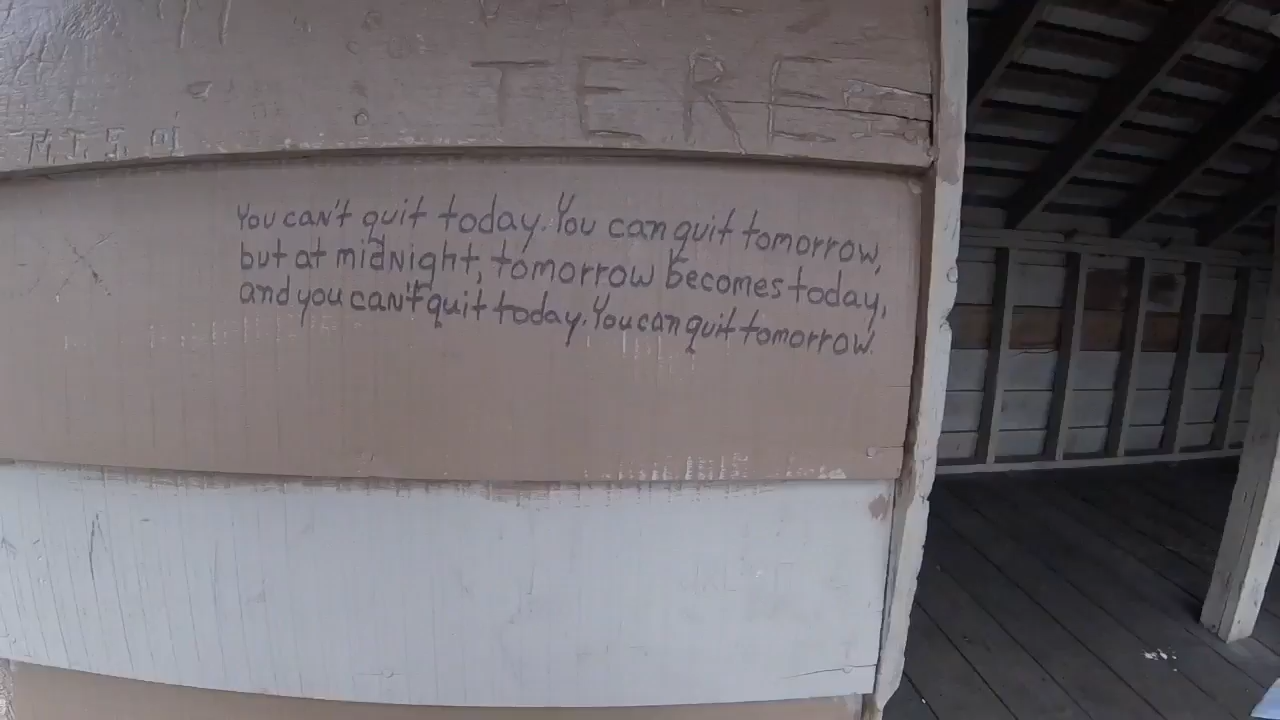 TERE
M.I.S. 01
You can't quit today. You can quit tomorrow,
but at midnight, tomorrow becomes today,
and you can't quit today. You can quit tomorrow.